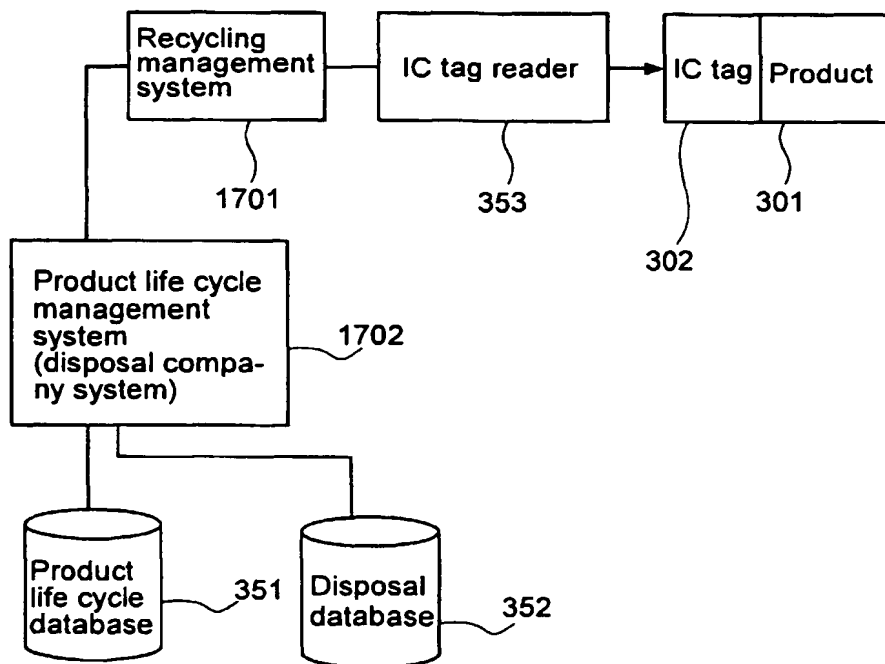 Recycling
management
system
IC tag reader
IC tag
Product
1701
353
302
301
Product life cycle
management
system
(disposal compa-
ny system)
1702
Product
life cycle
database
351
Disposal
database
352